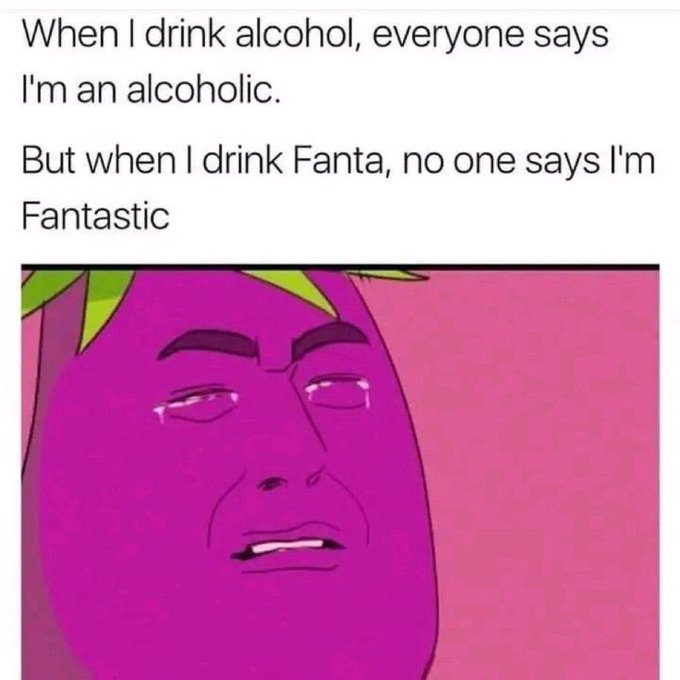 When I drink alcohol, everyone says
I'm an alcoholic.
But when I drink Fanta, no one says I'm
Fantastic